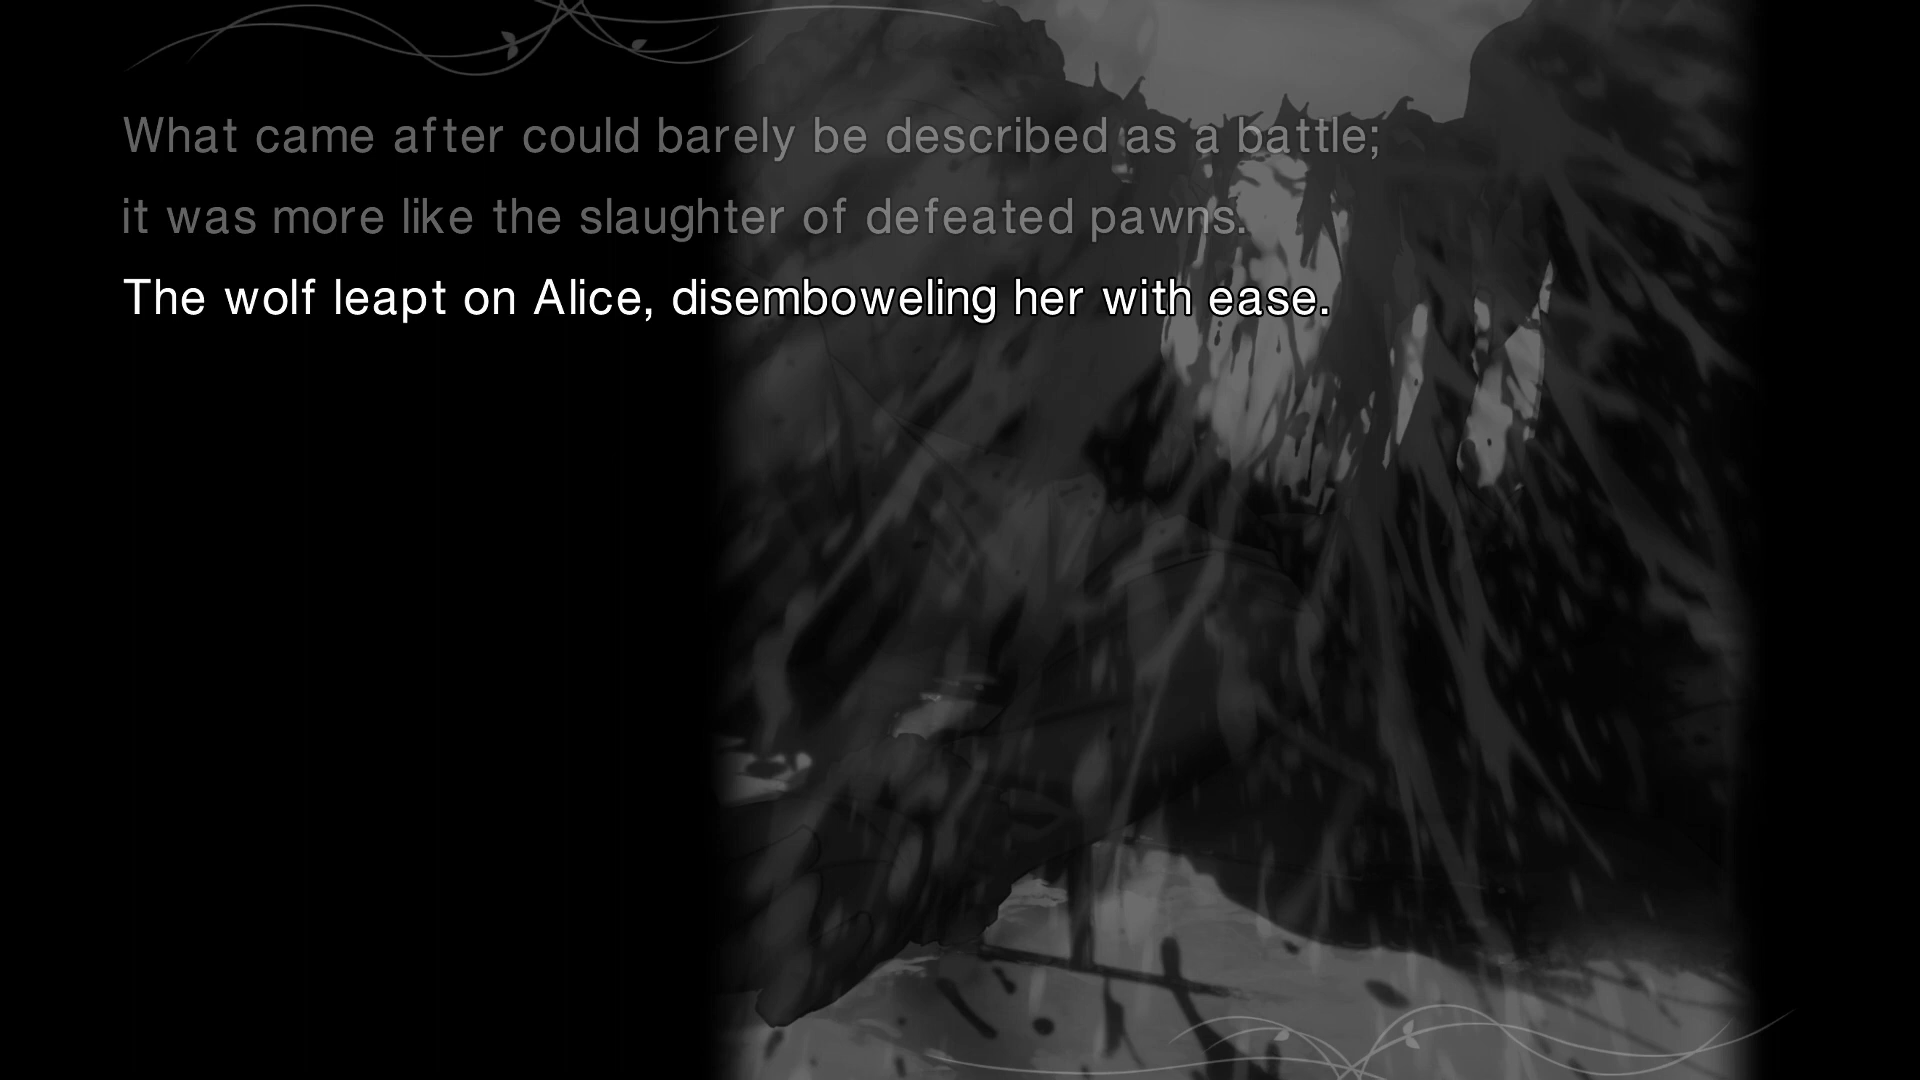 What came after could barely be described as a battle;
it was more like the slaughter of defeated pawns.
The wolf leapt on Alice, disemboweling her with ease.